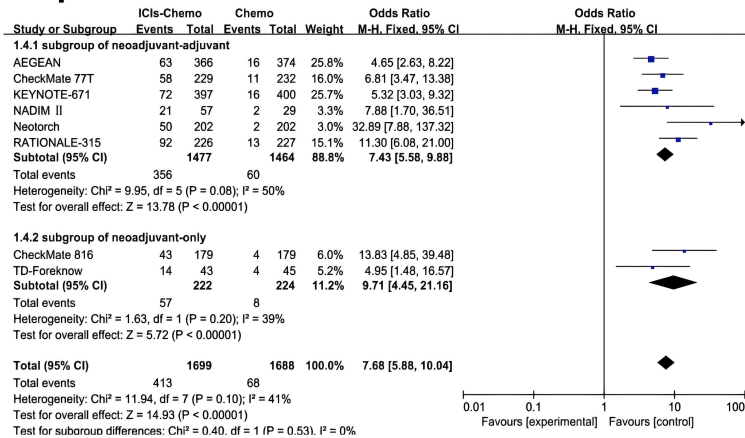 ICIs-Chemo Chemo Odds Ratio Odds Ratio
Study or Subgroup Events Total Events Total Weight M-H, Fixed, 95% CI M-H, Fixed, 95% CI
1.4.1 subgroup of neoadjuvant-adjuvant
AEGEAN 63 366 16 374 25.8% 4.65 [2.63, 8.22]
CheckMate 77T 58 229 11 232 16.0% 6.81 [3.47, 13.38]
KEYNOTE-671 72 397 16 400 25.7% 5.32 [3.03, 9.32]
NADIM Ⅱ 21 57 2 29 3.3% 7.88 [1.70, 36.51]
Neotorch 50 202 2 202 3.0% 32.89 [7.88, 137.32]
RATIONALE-315 92 226 13 227 15.1% 11.30 [6.08, 21.00]
Subtotal (95% CI) 1477 1464 88.8% 7.43 [5.58, 9.88]
Total events 356 60
Heterogeneity: Chi² = 9.95, df = 5 (P = 0.08); I² = 50%
Test for overall effect: Z = 13.78 (P < 0.00001)
1.4.2 subgroup of neoadjuvant-only
CheckMate 816 43 179 4 179 6.0% 13.83 [4.85, 39.48]
TD-Foreknow 14 43 4 45 5.2% 4.95 [1.48, 16.57]
Subtotal (95% CI) 222 224 11.2% 9.71 [4.45, 21.16]
Total events 57 8
Heterogeneity: Chi² = 1.63, df = 1 (P = 0.20); I² = 39%
Test for overall effect: Z = 5.72 (P < 0.00001)
Total (95% CI) 1699 1688 100.0% 7.68 [5.88, 10.04]
Total events 413 68
Heterogeneity: Chi² = 11.94, df = 7 (P = 0.10); I² = 41%
Test for overall effect: Z = 14.93 (P < 0.00001)
Test for subgroup differences: Chi² = 0.40, df = 1 (P = 0.53), I² = 0%
0.01 0.1 1 10 100
Favours [experimental] Favours [control]